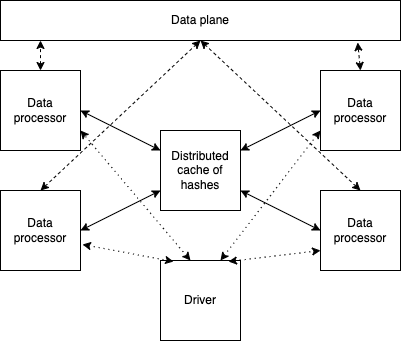 Data plane
Data
processor
Data
processor
Distributed
cache of
hashes
Data
processor
Data
processor
Driver